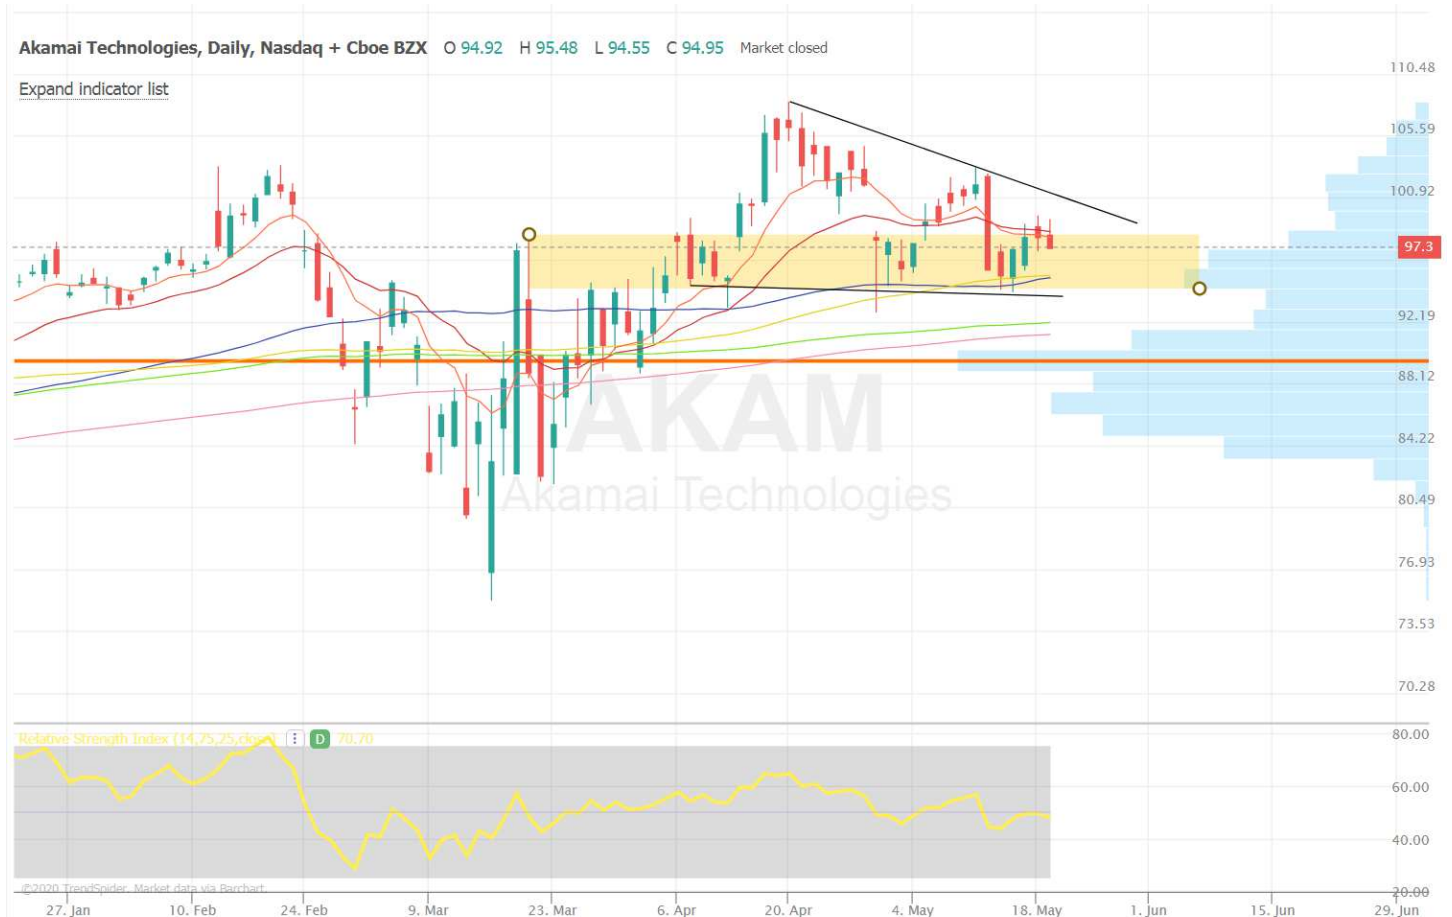 Akamai Technologies, Daily, Nasdaq + Cboe BZX O 94.92 H 95.48 L 94.55 C 94.95 Market closed
Expand indicator list
110.48
105.59
100.92
97.3
92.19
88.12
84.22
80.49
76.93
73.53
70.28
AKAM
Akamai Technologies
Relative Strength Index (14,75,25,close) D 70.70
80.00
60.00
40.00
20.00
©2020 TrendSpider. Market data via Barchart.
27. Jan 10. Feb 24. Feb 9. Mar 23. Mar 6. Apr 20. Apr 4. May 18. May 1. Jun 15. Jun 29. Jun